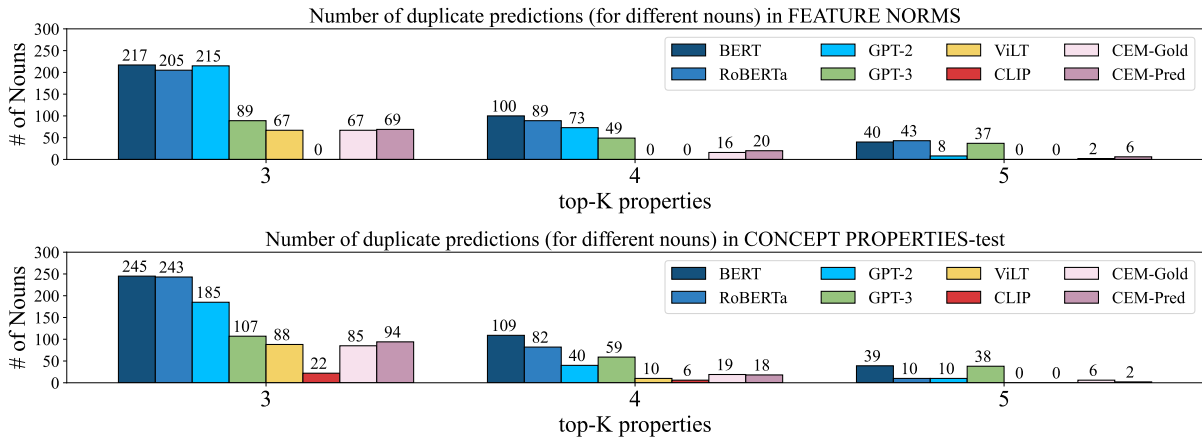 Number of duplicate predictions (for different nouns) in FEATURE NORMS
# of Nouns
300
250
200
150
100
50
0
BERT GPT-2 ViLT CEM-Gold
RoBERTa GPT-3 CLIP CEM-Pred
217 205 215 89 67 0 67 69
100 89 73 49 0 0 16 20
40 43 8 37 0 0 2 6
3 4 5
top-K properties
Number of duplicate predictions (for different nouns) in CONCEPT PROPERTIES-test
# of Nouns
300
250
200
150
100
50
0
BERT GPT-2 ViLT CEM-Gold
RoBERTa GPT-3 CLIP CEM-Pred
245 243 185 107 88 22 85 94
109 82 40 59 10 6 19 18
39 10 10 38 0 0 6 2
3 4 5
top-K properties